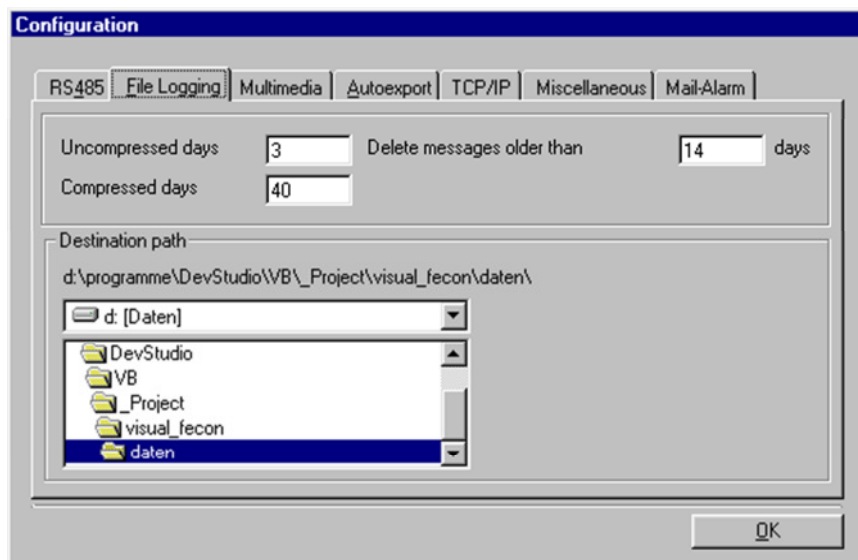 Configuration
RS485 File Logging Multimedia Autoexport TCP/IP Miscellaneous Mail-Alarm
Uncompressed days 3 Delete messages older than 14 days
Compressed days 40
Destination path
d:\programme\DevStudio\VB\_Project\visual_fecon\daten\
d: [Daten]
DevStudio
VB
_Project
visual_fecon
daten
OK